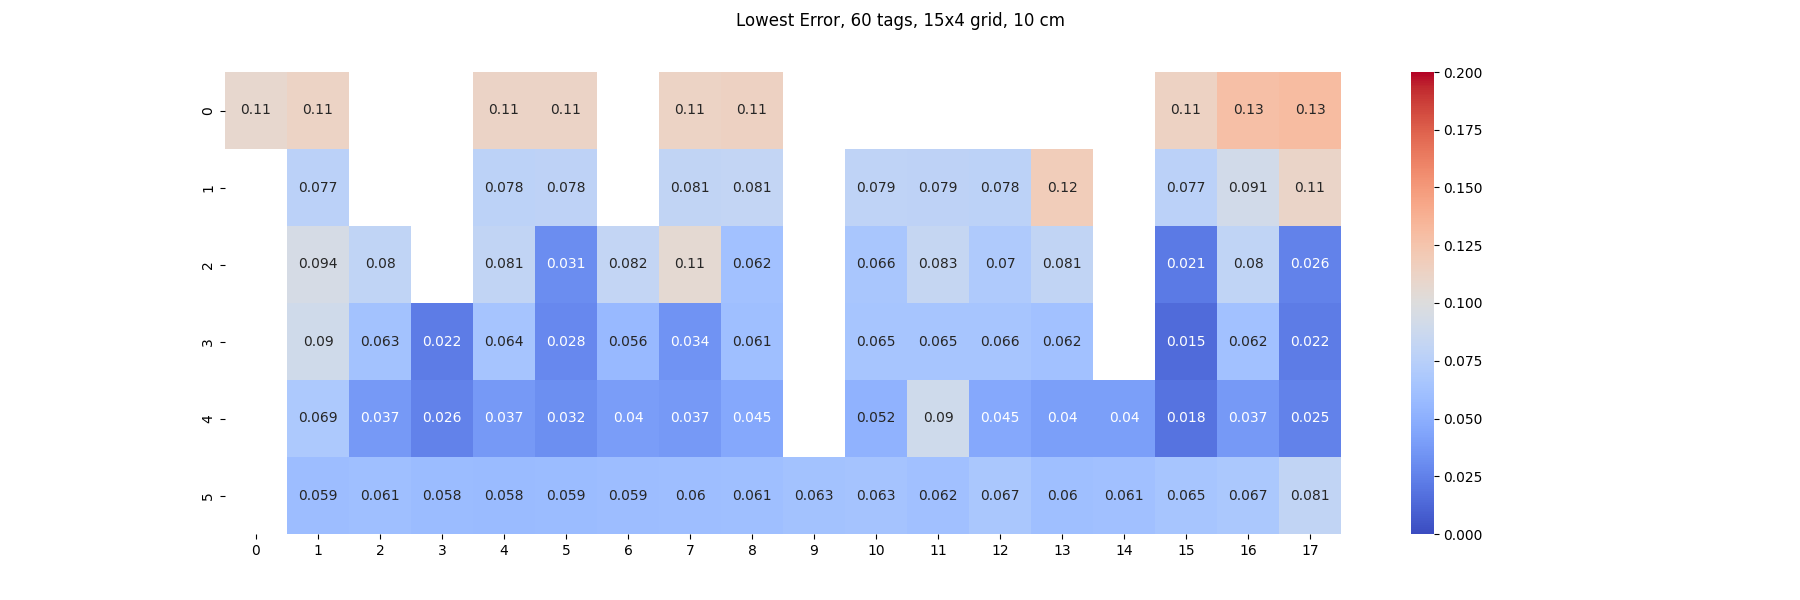 Lowest Error, 60 tags, 15x4 grid, 10 cm
0 0.11 0.11 0.11 0.11 0.11 0.11 0.11 0.13 0.13
1 0.077 0.078 0.078 0.081 0.081 0.079 0.079 0.078 0.12 0.077 0.091 0.11
2 0.094 0.08 0.081 0.031 0.082 0.11 0.062 0.066 0.083 0.07 0.081 0.021 0.08 0.026
3 0.09 0.063 0.022 0.064 0.028 0.056 0.034 0.061 0.065 0.065 0.066 0.062 0.015 0.062 0.022
4 0.069 0.037 0.026 0.037 0.032 0.04 0.037 0.045 0.052 0.09 0.045 0.04 0.04 0.018 0.037 0.025
5 0.059 0.061 0.058 0.058 0.059 0.059 0.06 0.061 0.063 0.063 0.062 0.067 0.06 0.061 0.065 0.067 0.081
0 1 2 3 4 5 6 7 8 9 10 11 12 13 14 15 16 17
0.200
0.175
0.150
0.125
0.100
0.075
0.050
0.025
0.000